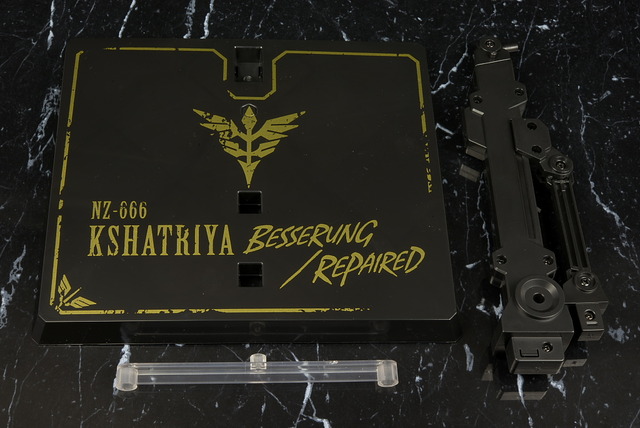 NZ-666
KSHATRIYA BESSERUNG
/REPAIRED